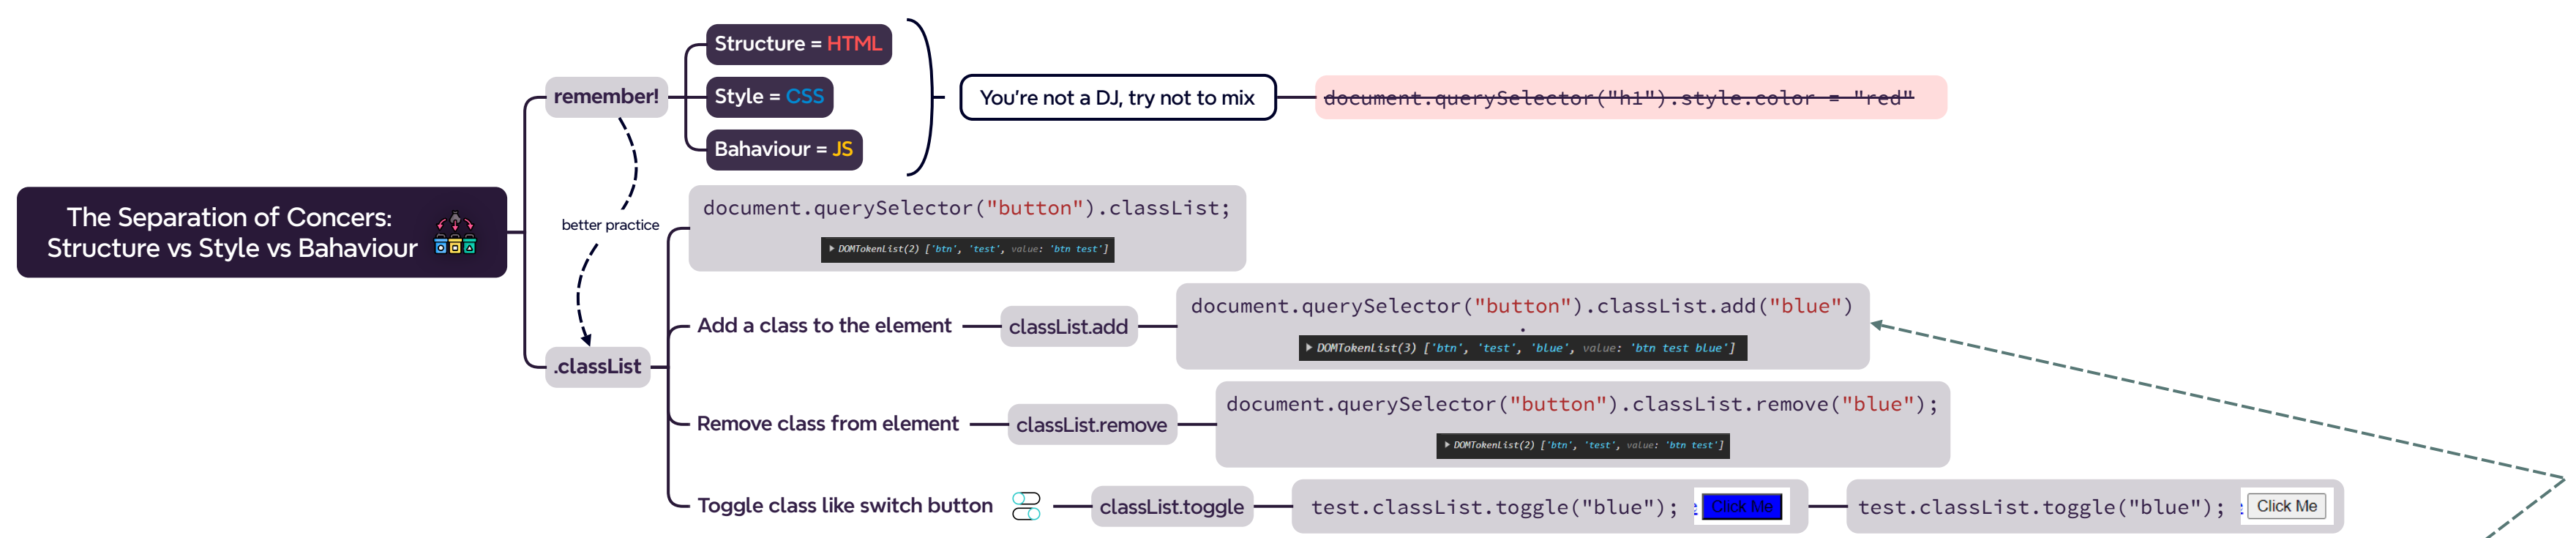 The Separation of Concers:
Structure vs Style vs Bahaviour
remember!
Structure = HTML
Style = CSS
Bahaviour = JS
You're not a DJ, try not to mix
document.querySelector("h1").style.color = "red"
better practice
.classList
document.querySelector("button").classList;
▶ DOMTokenList(2) ['btn', 'test', value: 'btn test']
Add a class to the element
classList.add
document.querySelector("button").classList.add("blue")
.
▶ DOMTokenList(3) ['btn', 'test', 'blue', value: 'btn test blue']
Remove class from element
classList.remove
document.querySelector("button").classList.remove("blue");
▶ DOMTokenList(2) ['btn', 'test', value: 'btn test']
Toggle class like switch button
classList.toggle
test.classList.toggle("blue");
Click Me
test.classList.toggle("blue");
Click Me